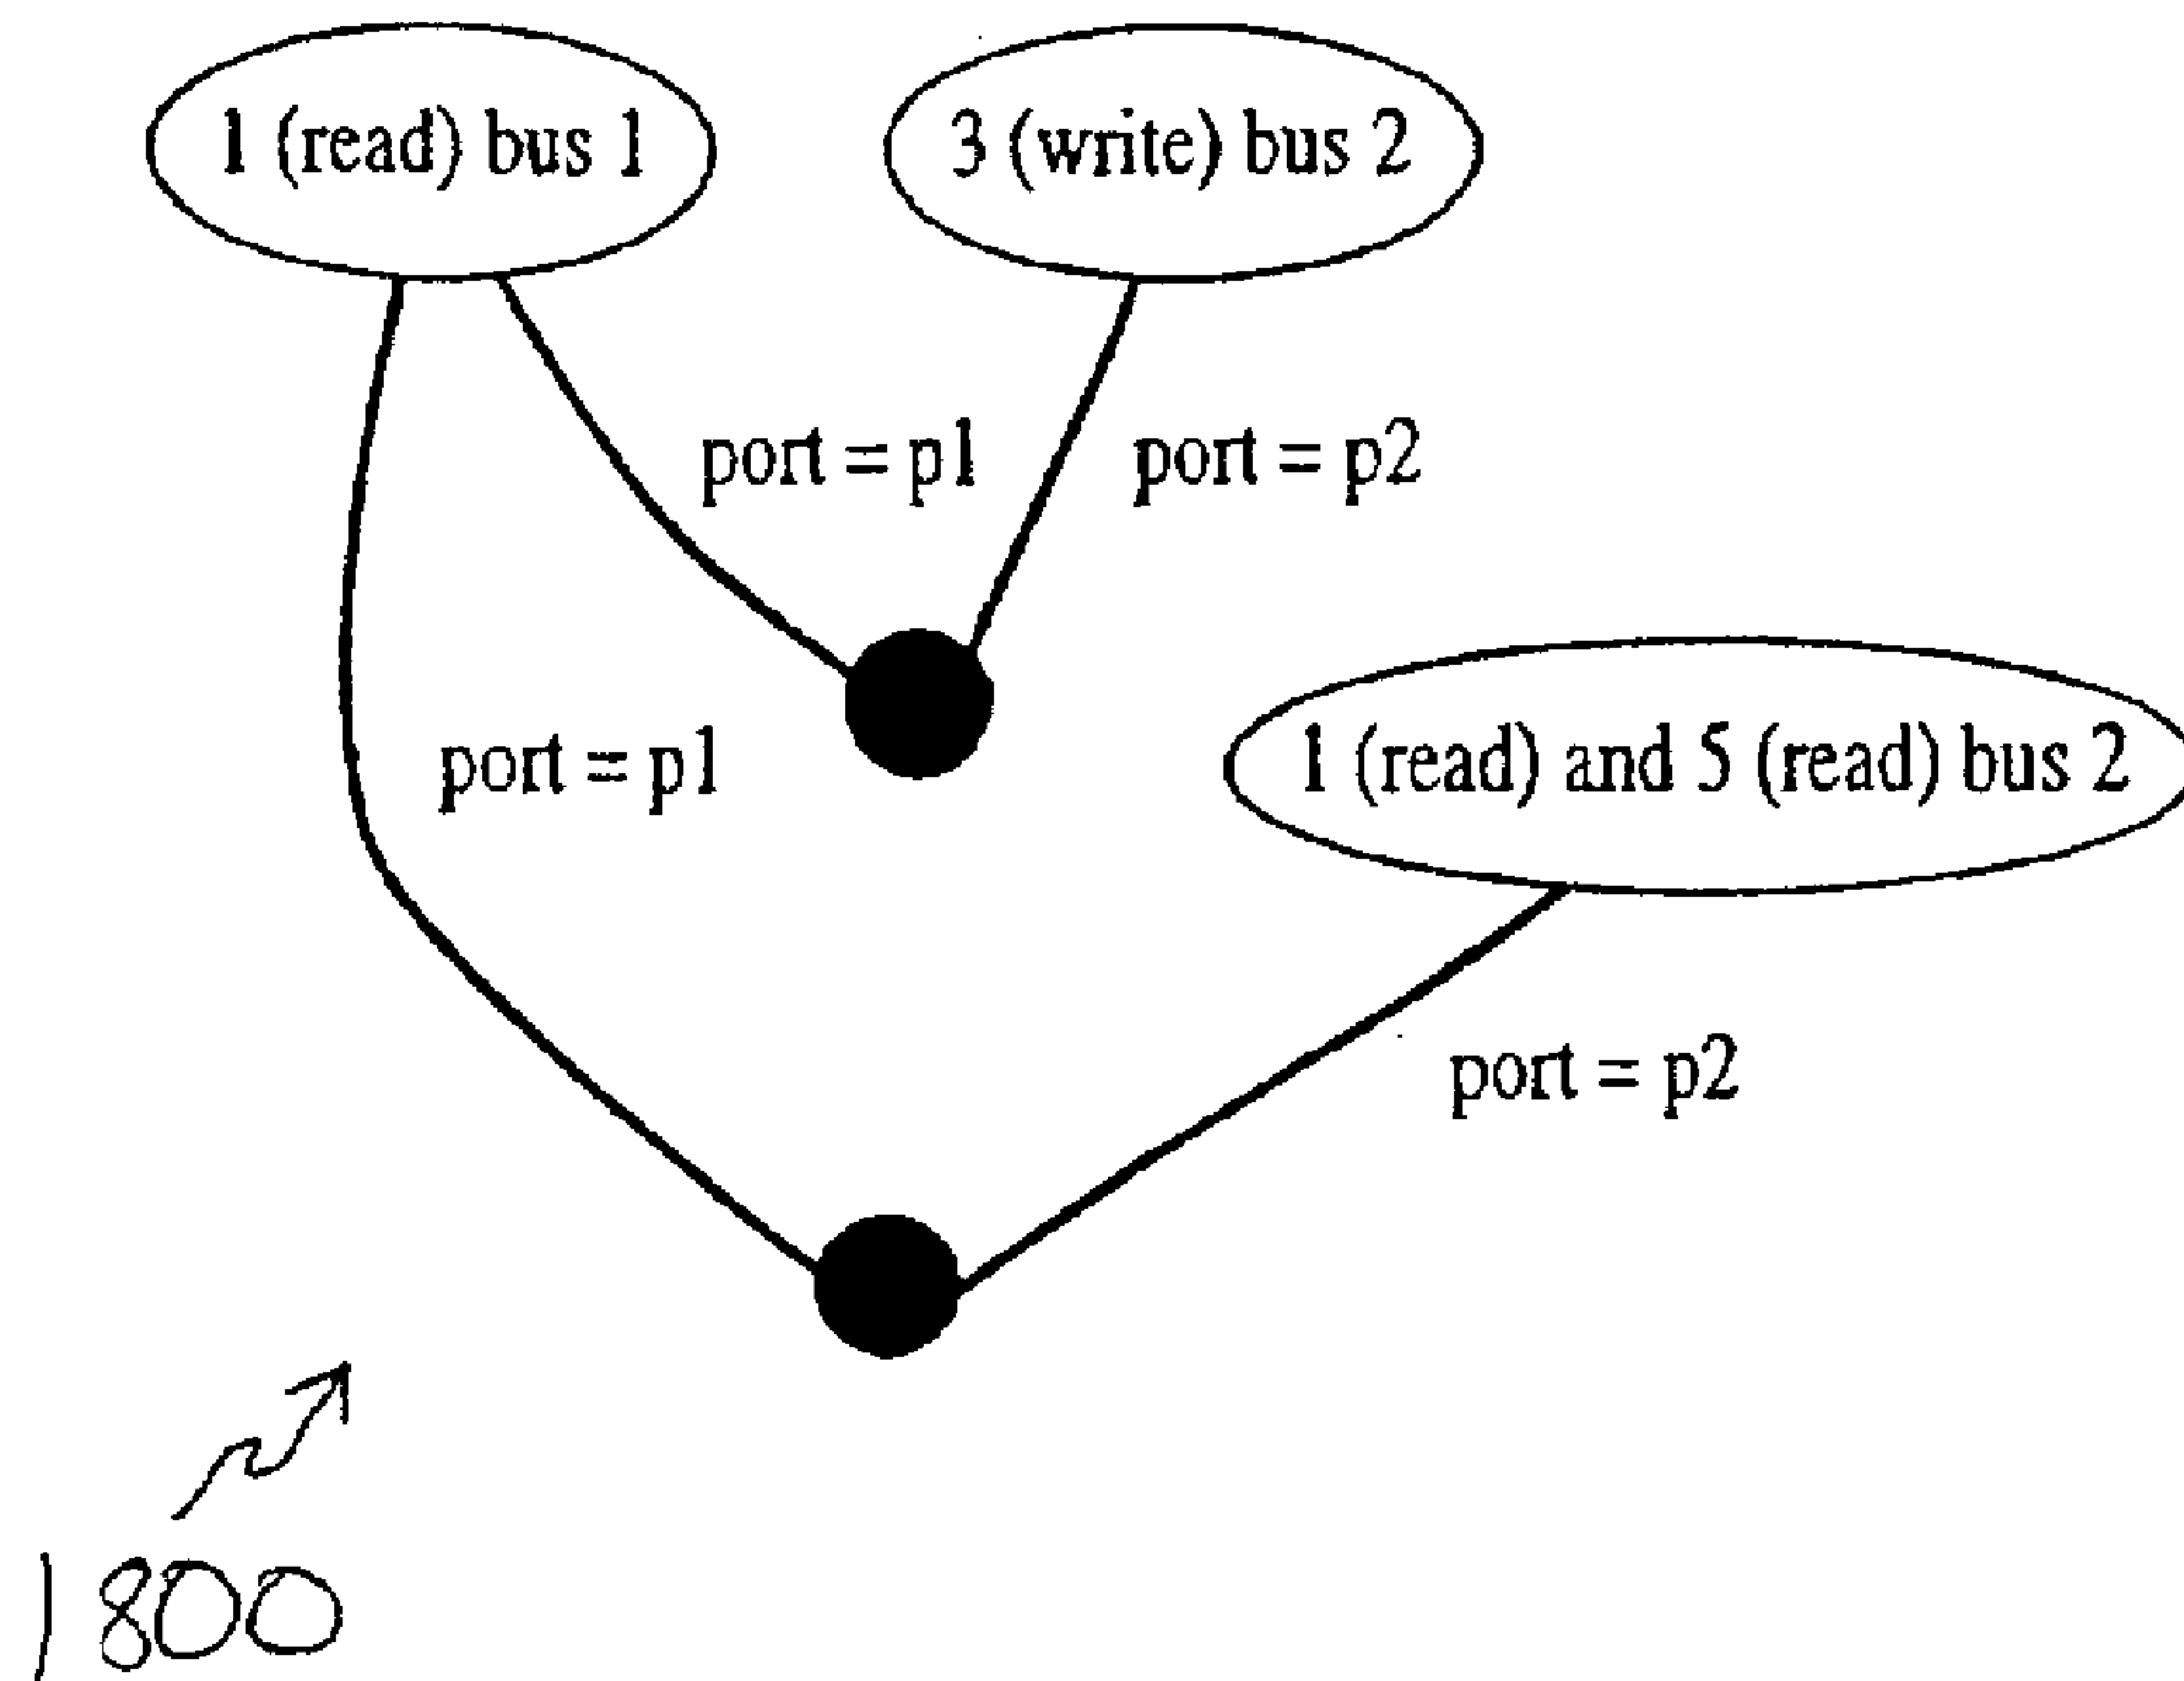 1 (read) bus 1
3 (write) bus 2
port = p1
port = p2
port = p1
1 (read) and 5 (read) bus 2
port = p2
1800